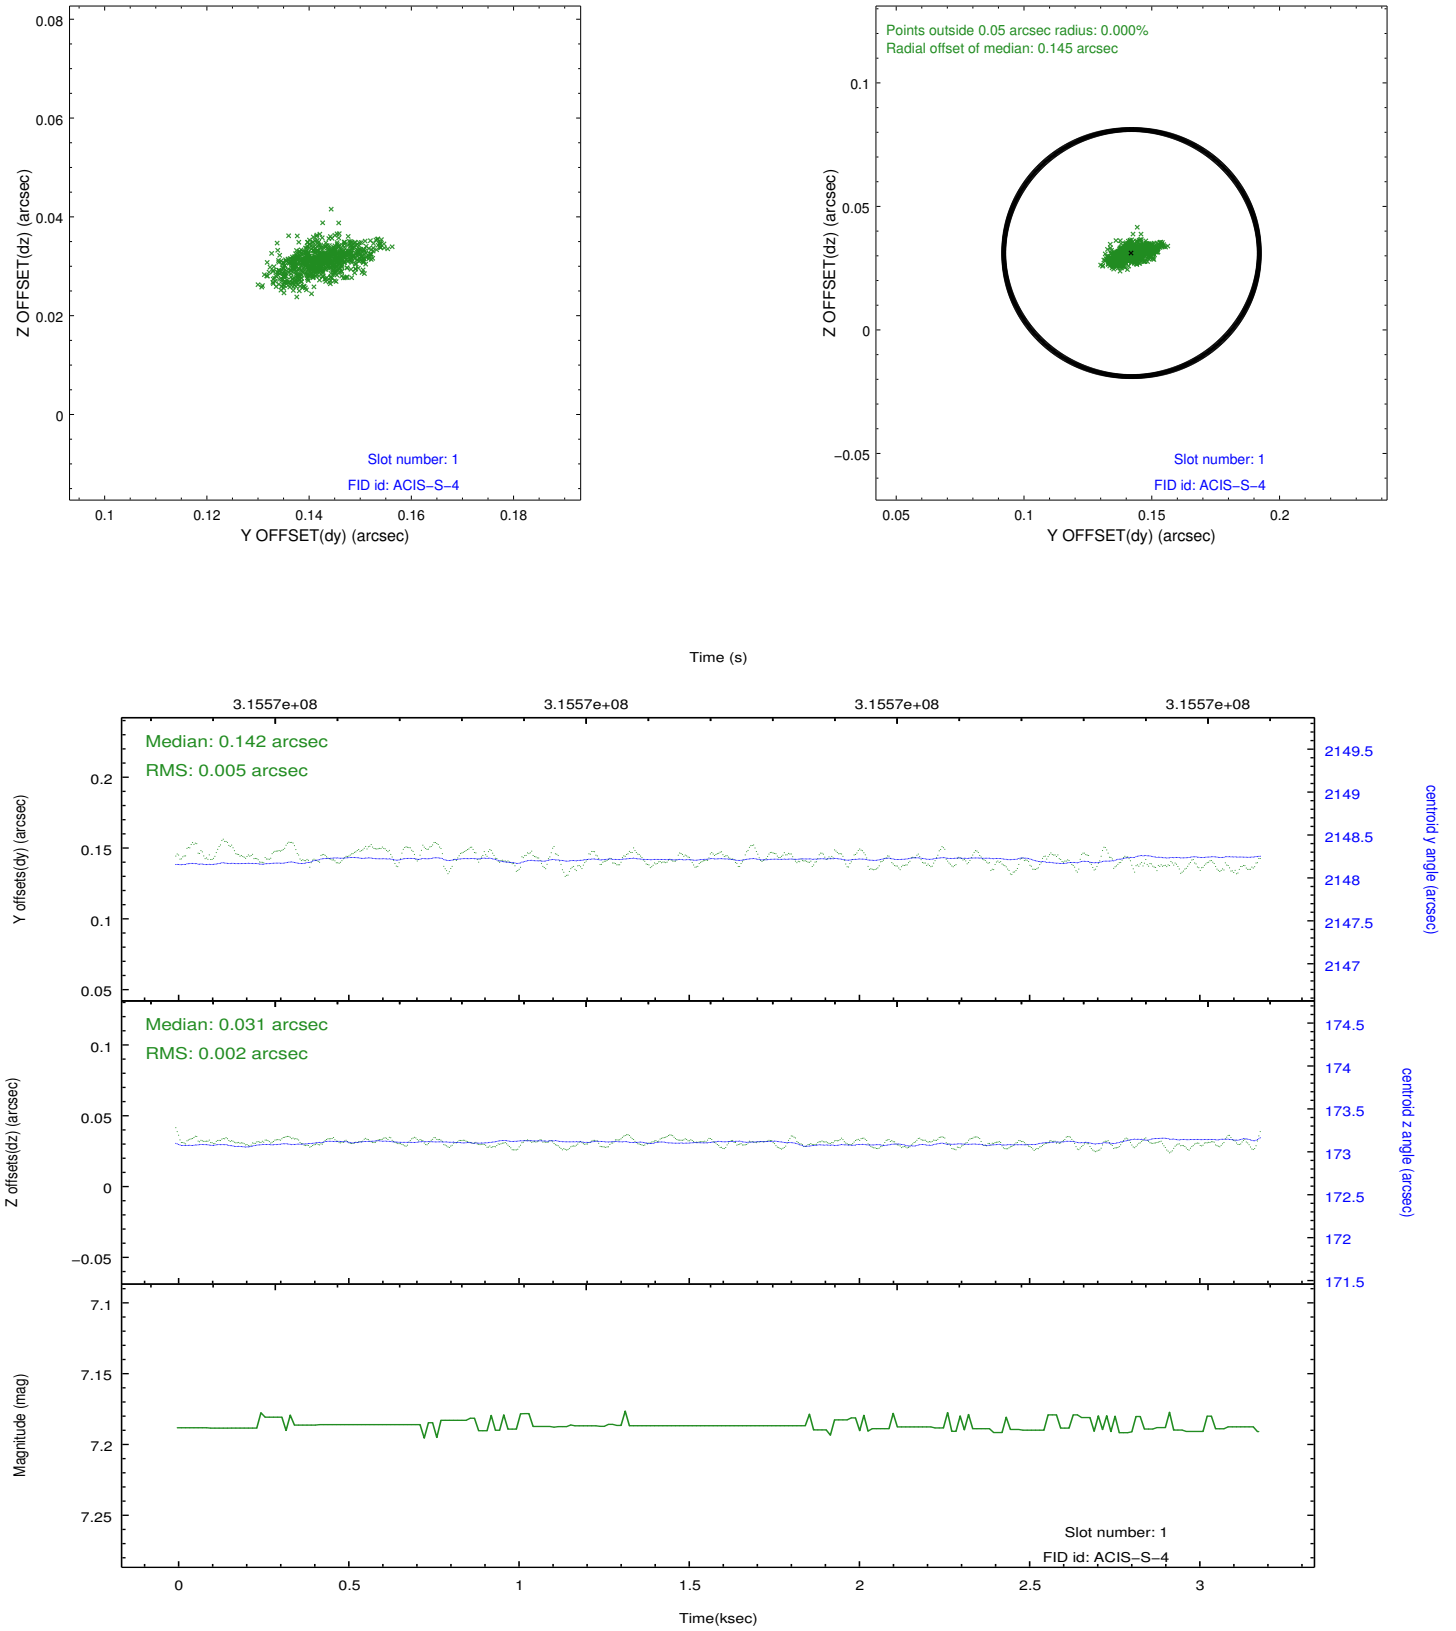 0.08
0.06
0.04
0.02
0
Z OFFSET(dz) (arcsec)
Slot number: 1
FID id: ACIS−S−4
0.1 0.12 0.14 0.16 0.18
Y OFFSET(dy) (arcsec)
Points outside 0.05 arcsec radius: 0.000%
Radial offset of median: 0.145 arcsec
0.1
0.05
0
−0.05
Z OFFSET(dz) (arcsec)
Slot number: 1
FID id: ACIS−S−4
0.05 0.1 0.15 0.2
Y OFFSET(dy) (arcsec)
Time (s)
3.1557e+08 3.1557e+08 3.1557e+08 3.1557e+08
Median: 0.142 arcsec
RMS: 0.005 arcsec
0.2
0.15
0.1
0.05
Y offsets(dy) (arcsec)
2149.5
2149
2148.5
2148
2147.5
2147
centroid y angle (arcsec)
Median: 0.031 arcsec
RMS: 0.002 arcsec
0.1
0.05
0
−0.05
Z offsets(dz) (arcsec)
174.5
174
173.5
173
172.5
172
171.5
centroid z angle (arcsec)
7.1
7.15
7.2
7.25
Magnitude (mag)
Slot number: 1
FID id: ACIS−S−4
0 0.5 1 1.5 2 2.5 3
Time(ksec)